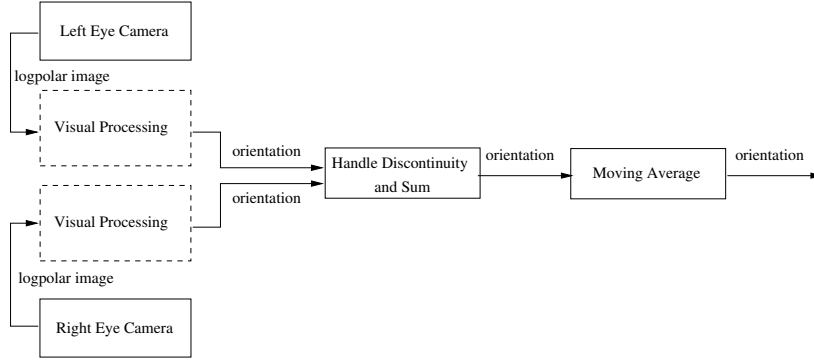 Left Eye Camera
logpolar image
Visual Processing
orientation
Handle Discontinuity
and Sum
orientation
Moving Average
orientation
orientation
Visual Processing
logpolar image
Right Eye Camera